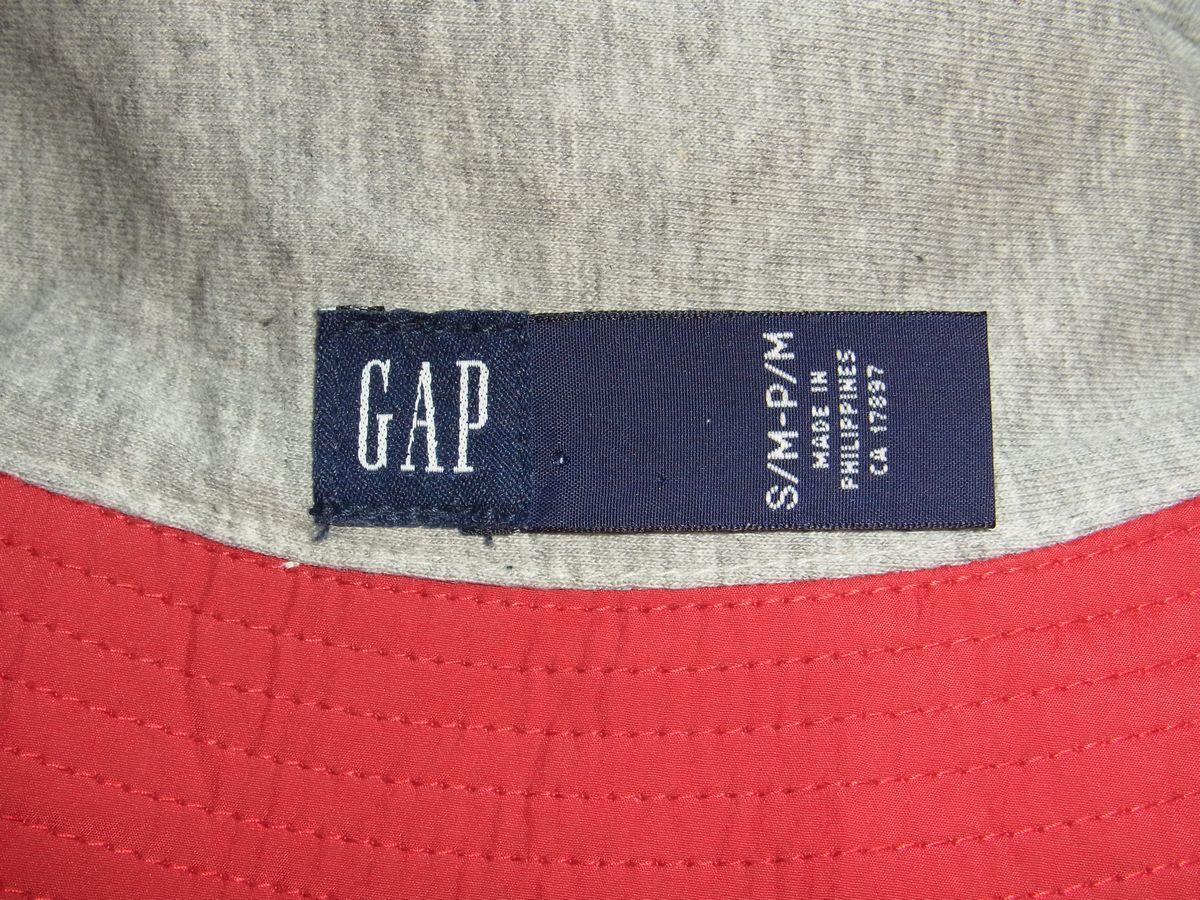 GAP
S/M-P/M
MADE IN
PHILIPPINES
CA 17897